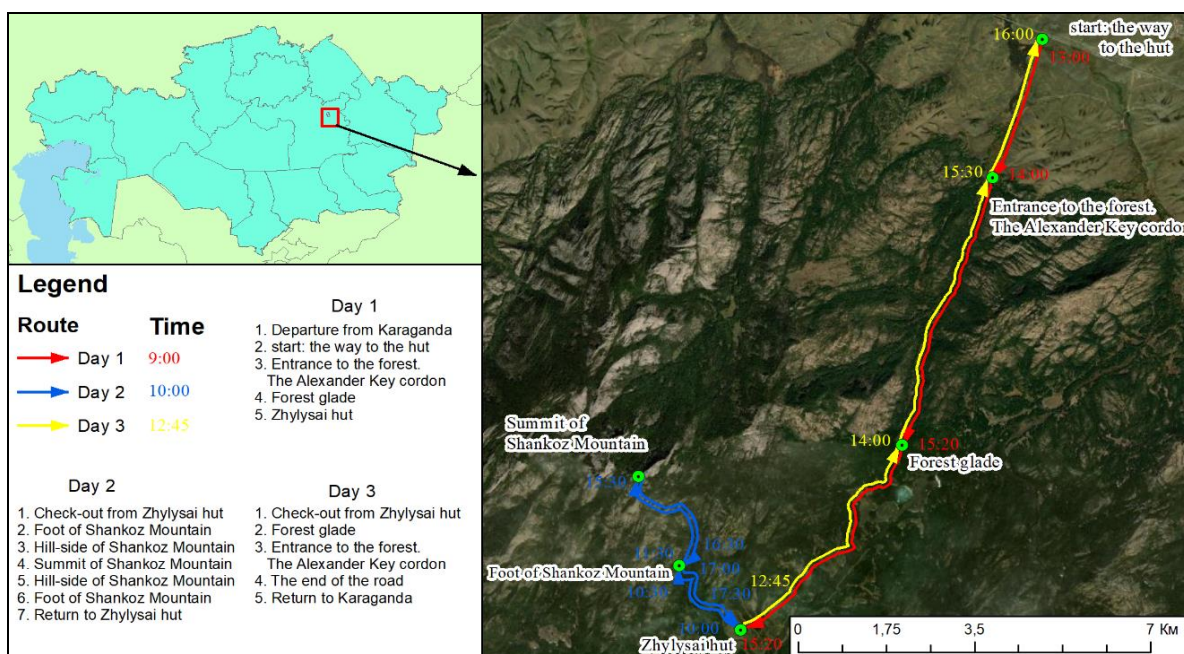 Legend
Route Time
Day 1 9:00
Day 2 10:00
Day 3 12:45
Day 1
1. Departure from Karaganda
2. start: the way to the hut
3. Entrance to the forest.
The Alexander Key cordon
4. Forest glade
5. Zhylysai hut
Day 2
1. Check-out from Zhylysai hut
2. Foot of Shankoz Mountain
3. Hill-side of Shankoz Mountain
4. Summit of Shankoz Mountain
5. Hill-side of Shankoz Mountain
6. Foot of Shankoz Mountain
7. Return to Zhylysai hut
Day 3
1. Check-out from Zhylysai hut
2. Forest glade
3. Entrance to the forest.
The Alexander Key cordon
4. The end of the road
5. Return to Karaganda
start: the way
to the hut
16:00
13:00
15:30
14:00
Entrance to the forest.
The Alexander Key cordon
14:00
15:20
Forest glade
Summit of
Shankoz Mountain
11:30
16:30
Foot of Shankoz Mountain
17:00
17:30
12:45
10:00
15:20
Zhylysai hut
0 1,75 3,5 7 Км